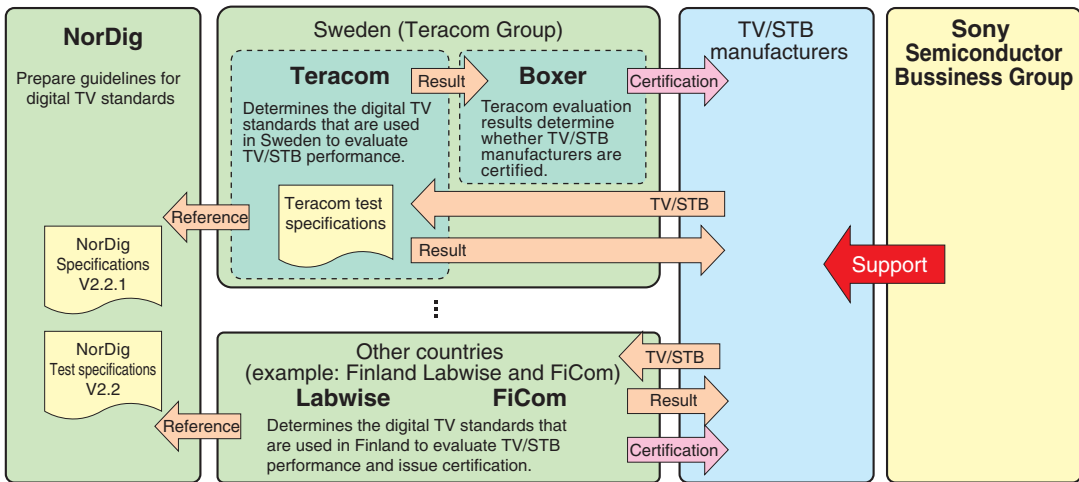 NorDig
Prepare guidelines for
digital TV standards
Reference
NorDig
Specifications
V2.2.1
NorDig
Test specifications
V2.2
Reference
Sweden (Teracom Group)
Teracom
Determines the digital TV
standards that are used
in Sweden to evaluate
TV/STB performance.
Result
Boxer
Teracom evaluation
results determine
whether TV/STB
manufacturers are
certified.
Certification
Teracom test
specifications
TV/STB
Result
Other countries
(example: Finland Labwise and FiCom)
Labwise
FiCom
Determines the digital TV standards that
are used in Finland to evaluate TV/STB
performance and issue certification.
TV/STB
Result
Certification
TV/STB
manufacturers
Support
Sony
Semiconductor
Bussiness Group